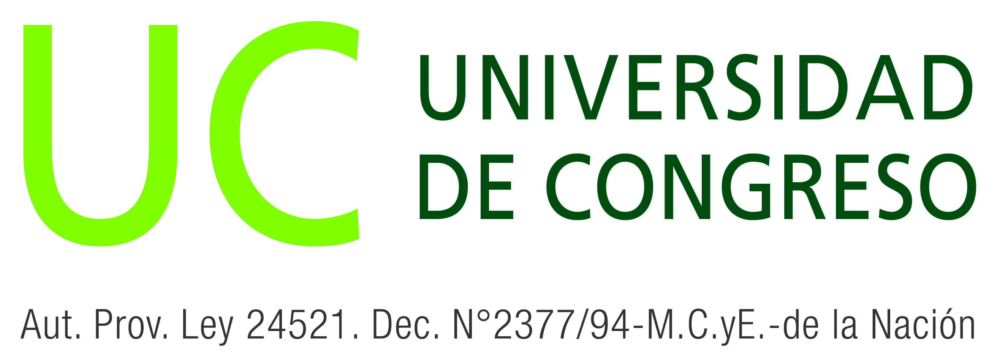 UC
UNIVERSIDAD
DE CONGRESO
Aut. Prov. Ley 24521. Dec. N°2377/94-M.C.yE.-de la Nación